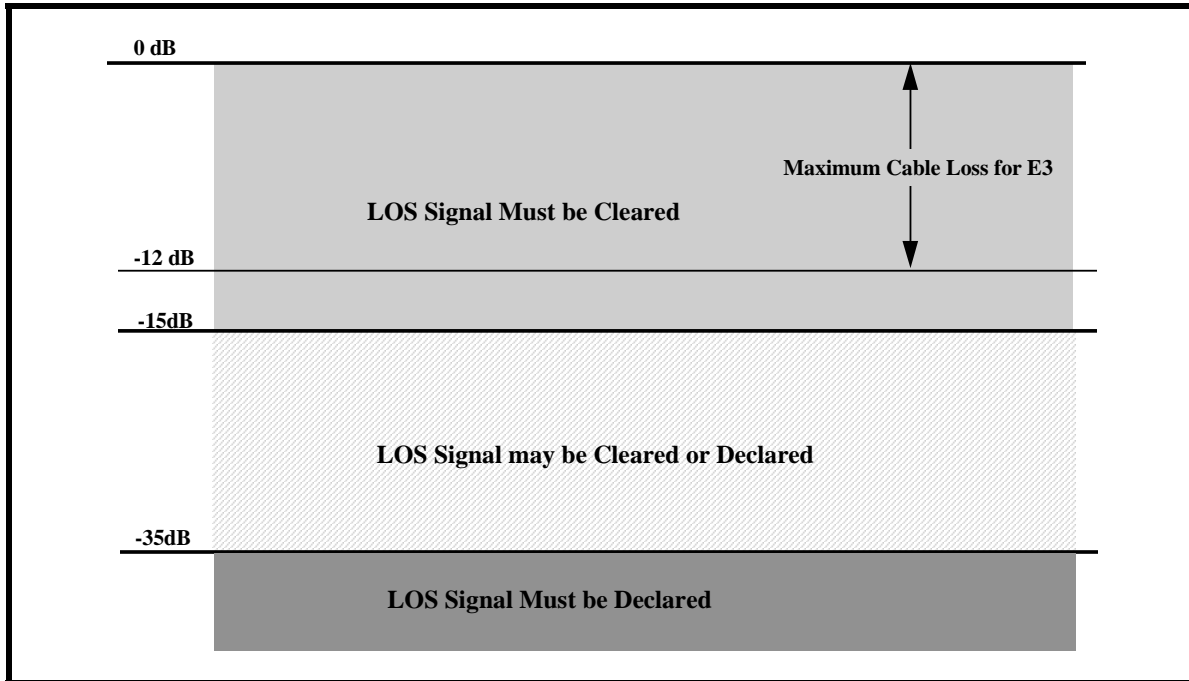 0 dB
Maximum Cable Loss for E3
LOS Signal Must be Cleared
-12 dB
-15dB
LOS Signal may be Cleared or Declared
-35dB
LOS Signal Must be Declared